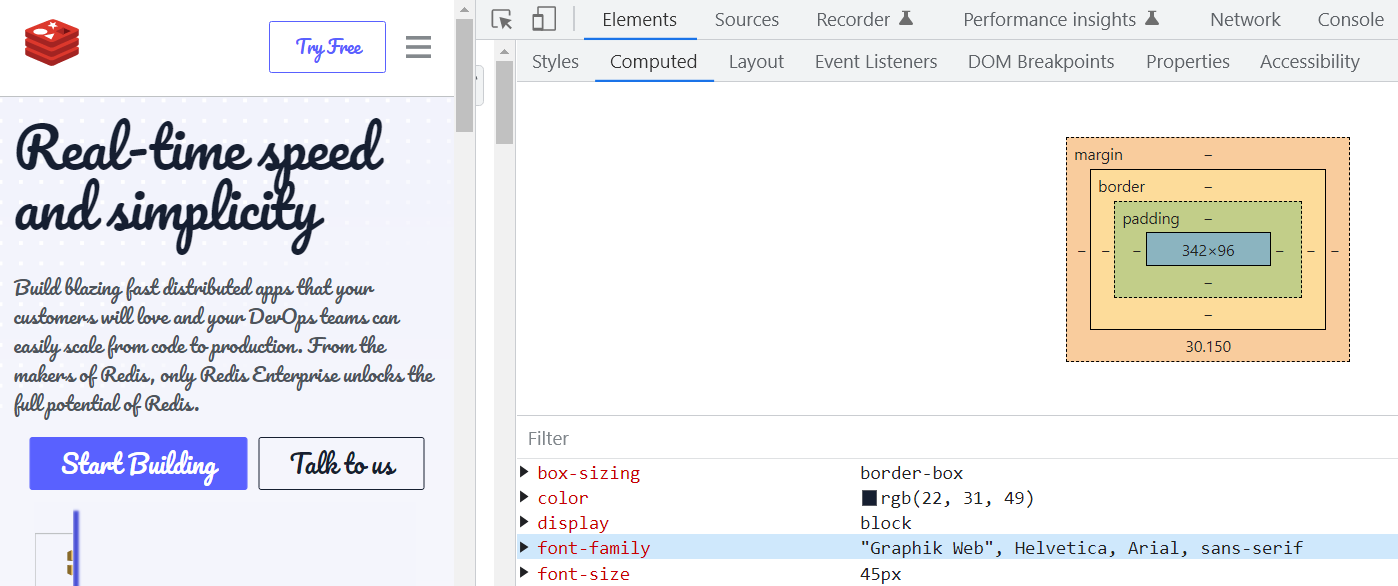 Try Free
Real-time speed
and simplicity
Build blazing fast distributed apps that your
customers will love and your DevOps teams can
easily scale from code to production. From the
makers of Redis, only Redis Enterprise unlocks the
full potential of Redis.
Start Building
Talk to us
Elements Sources Recorder Performance insights Network Console
Styles Computed Layout Event Listeners DOM Breakpoints Properties Accessibility
margin –
border –
padding –
– – – 342×96 – – –
–
–
30.150
Filter
box-sizing border-box
color rgb(22, 31, 49)
display block
font-family "Graphik Web", Helvetica, Arial, sans-serif
font-size 45px